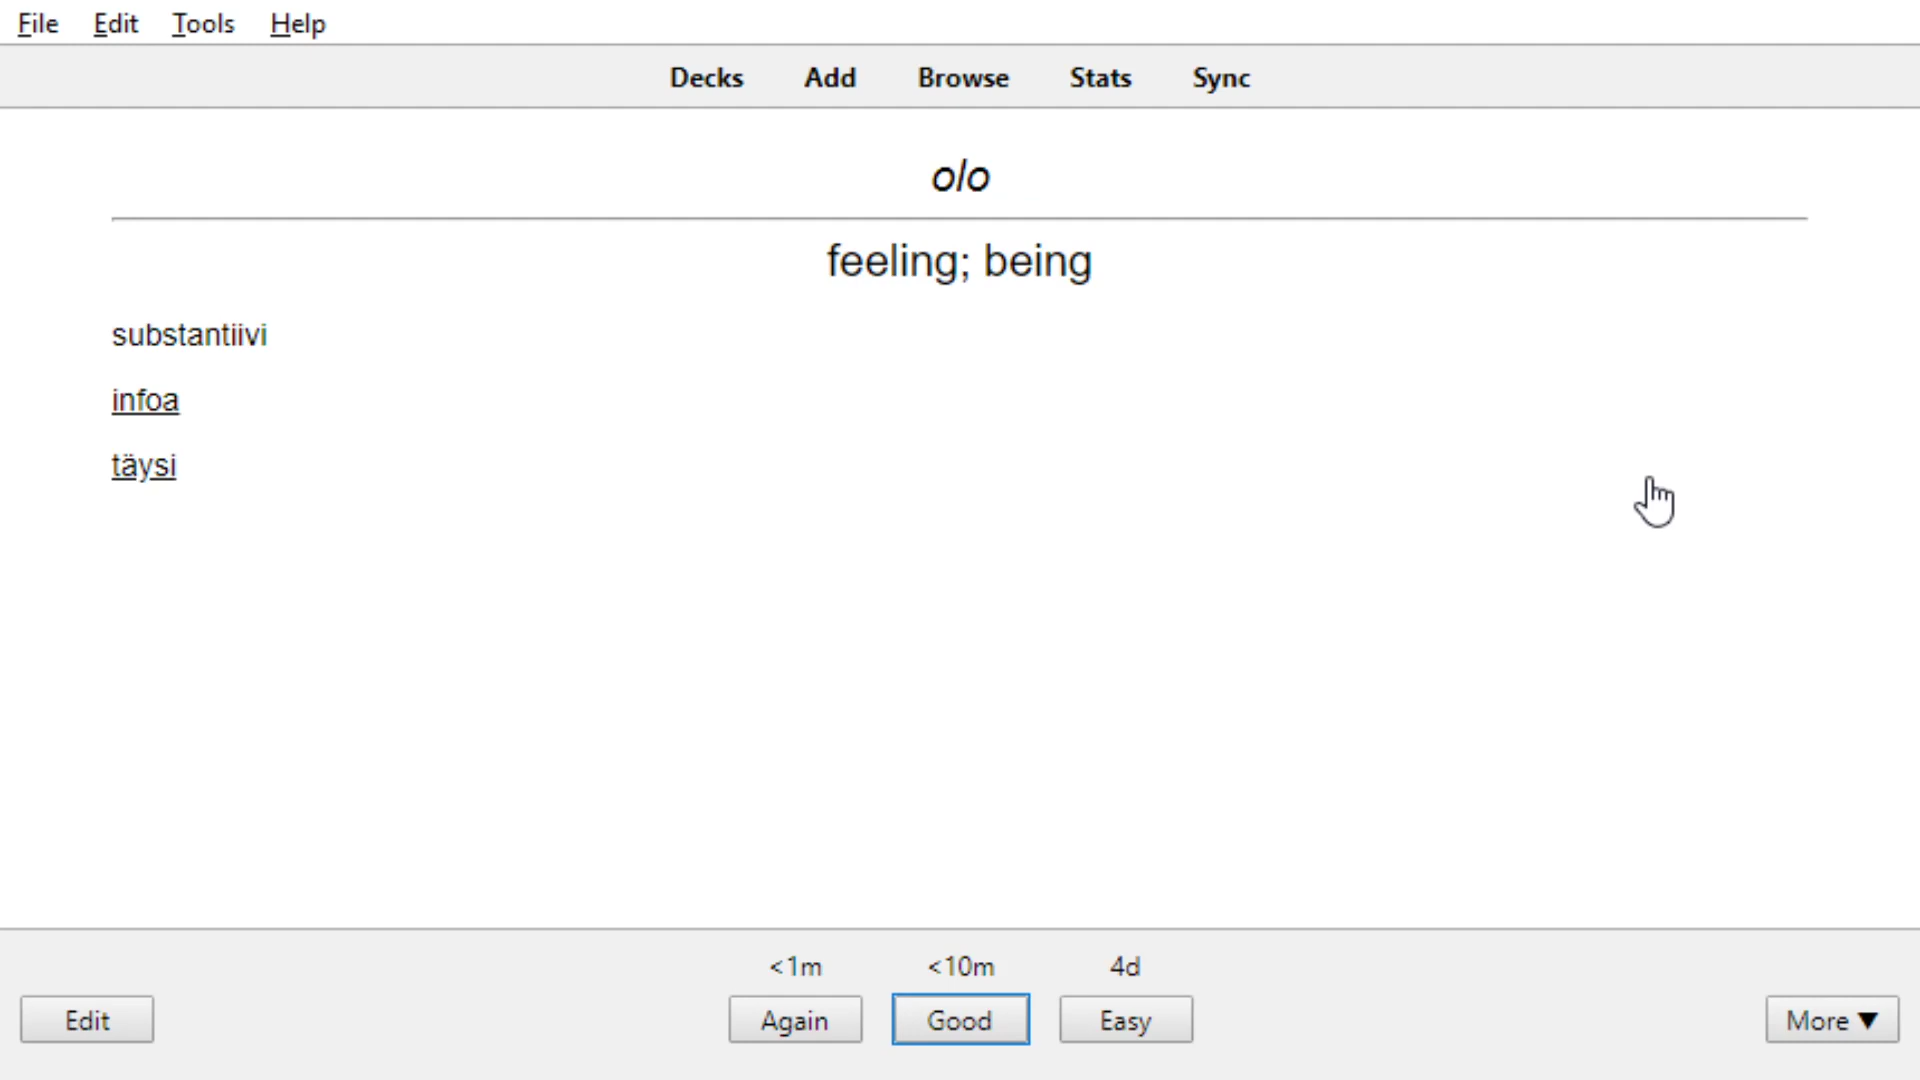 File Edit Tools Help
Decks Add Browse Stats Sync
olo
feeling; being
substantiivi
infoa
täysi
<1m <10m 4d
Edit Again Good Easy More ▼